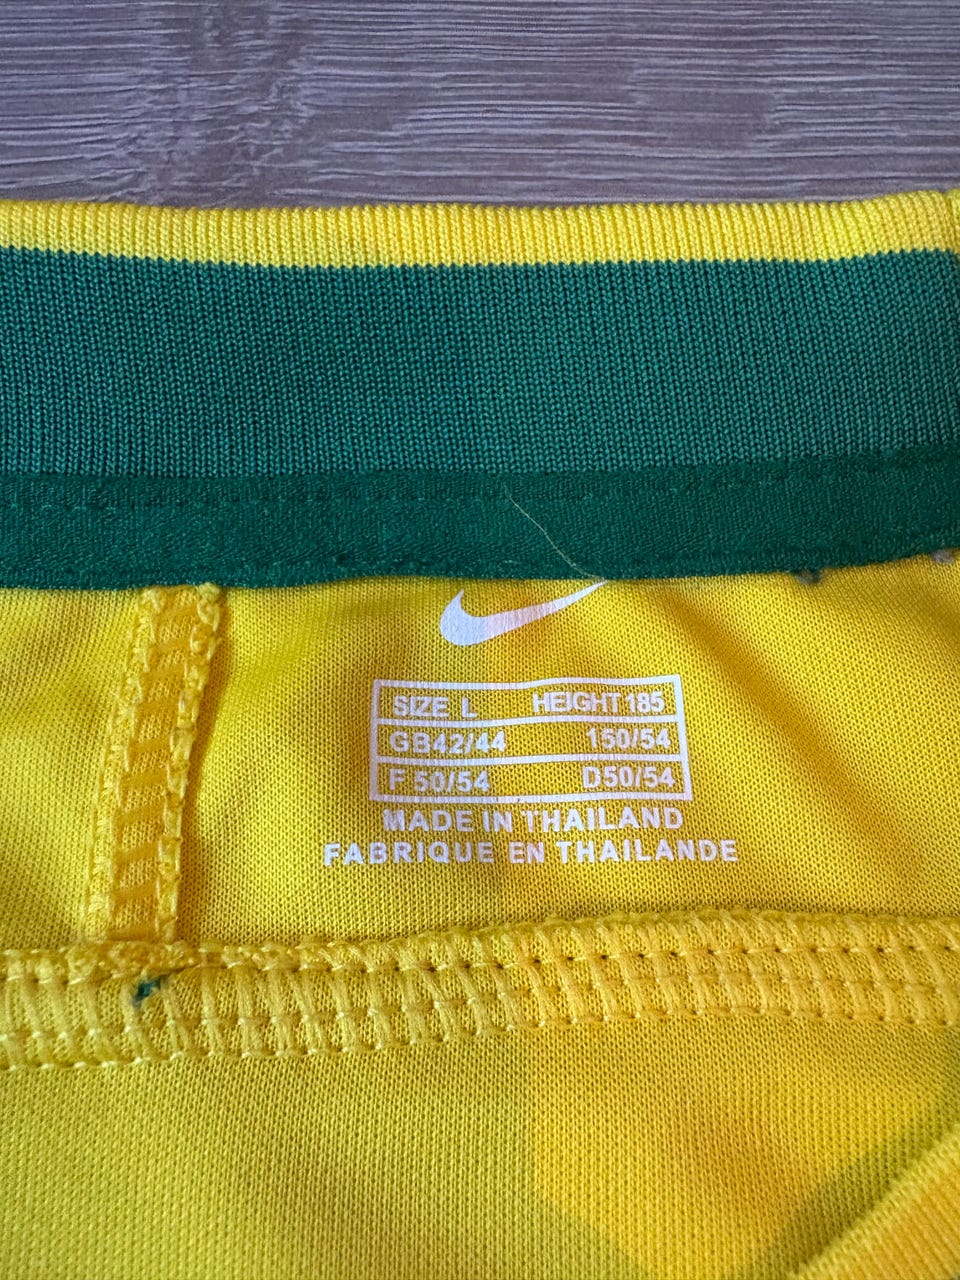 SIZE L HEIGHT 185
GB42/44 150/54
F 50/54 D50/54
MADE IN THAILAND
FABRIQUE EN THAILANDE